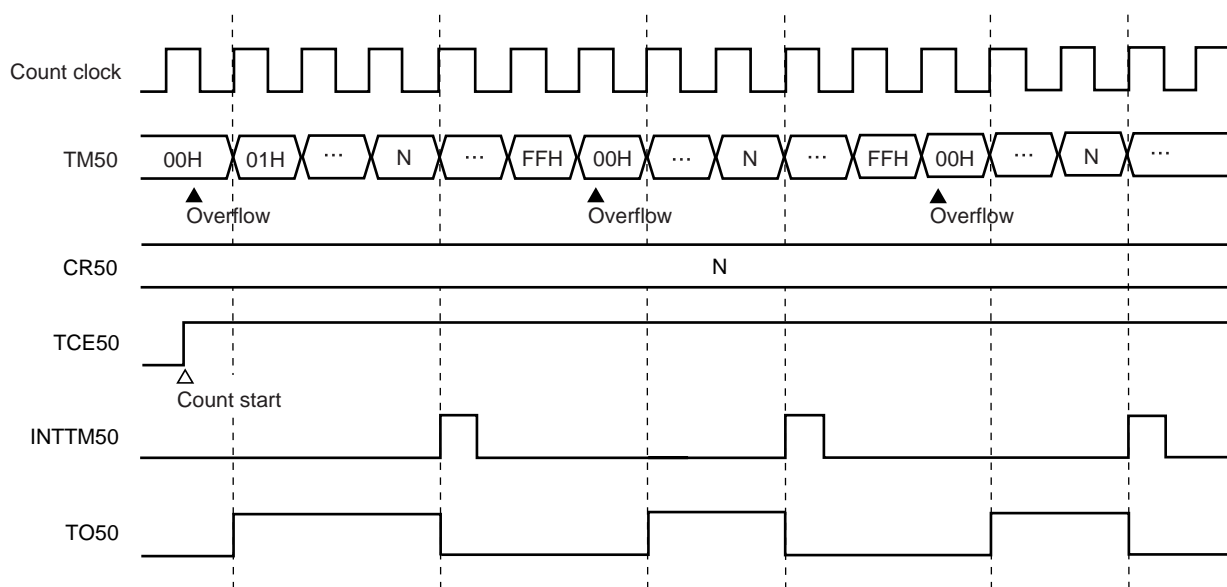 Count clock
TM50 00H 01H ... N ... FFH 00H ... N ... FFH 00H ... N ...
Overflow Overflow Overflow
CR50 N
TCE50
Count start
INTTM50
TO50